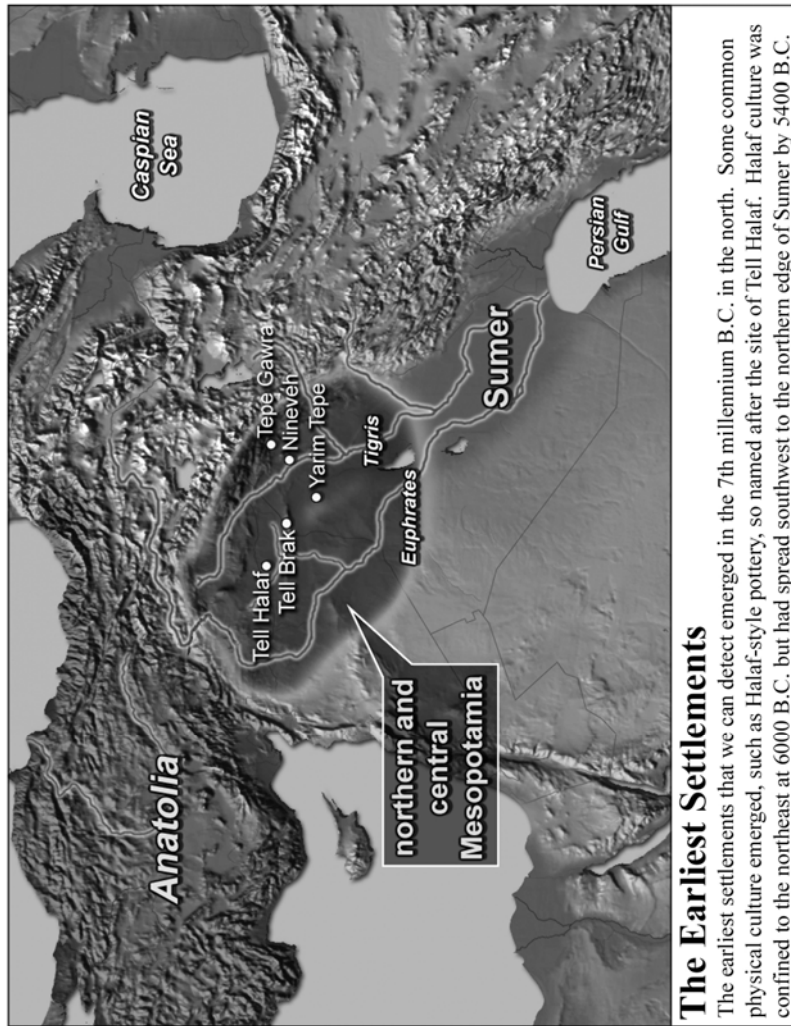 Caspian
Sea
Anatolia
Tepe Gawra
Nineveh
Tell Halaf
Tell Brak
Yarim Tepe
Tigris
Euphrates
Sumer
Persian
Gulf
northern and
central
Mesopotamia
The Earliest Settlements
The earliest settlements that we can detect emerged in the 7th millennium B.C. in the north.  Some common
physical culture emerged, such as Halaf-style pottery, so named after the site of Tell Halaf.  Halaf culture was
confined to the northeast at 6000 B.C. but had spread southwest to the northern edge of Sumer by 5400 B.C.